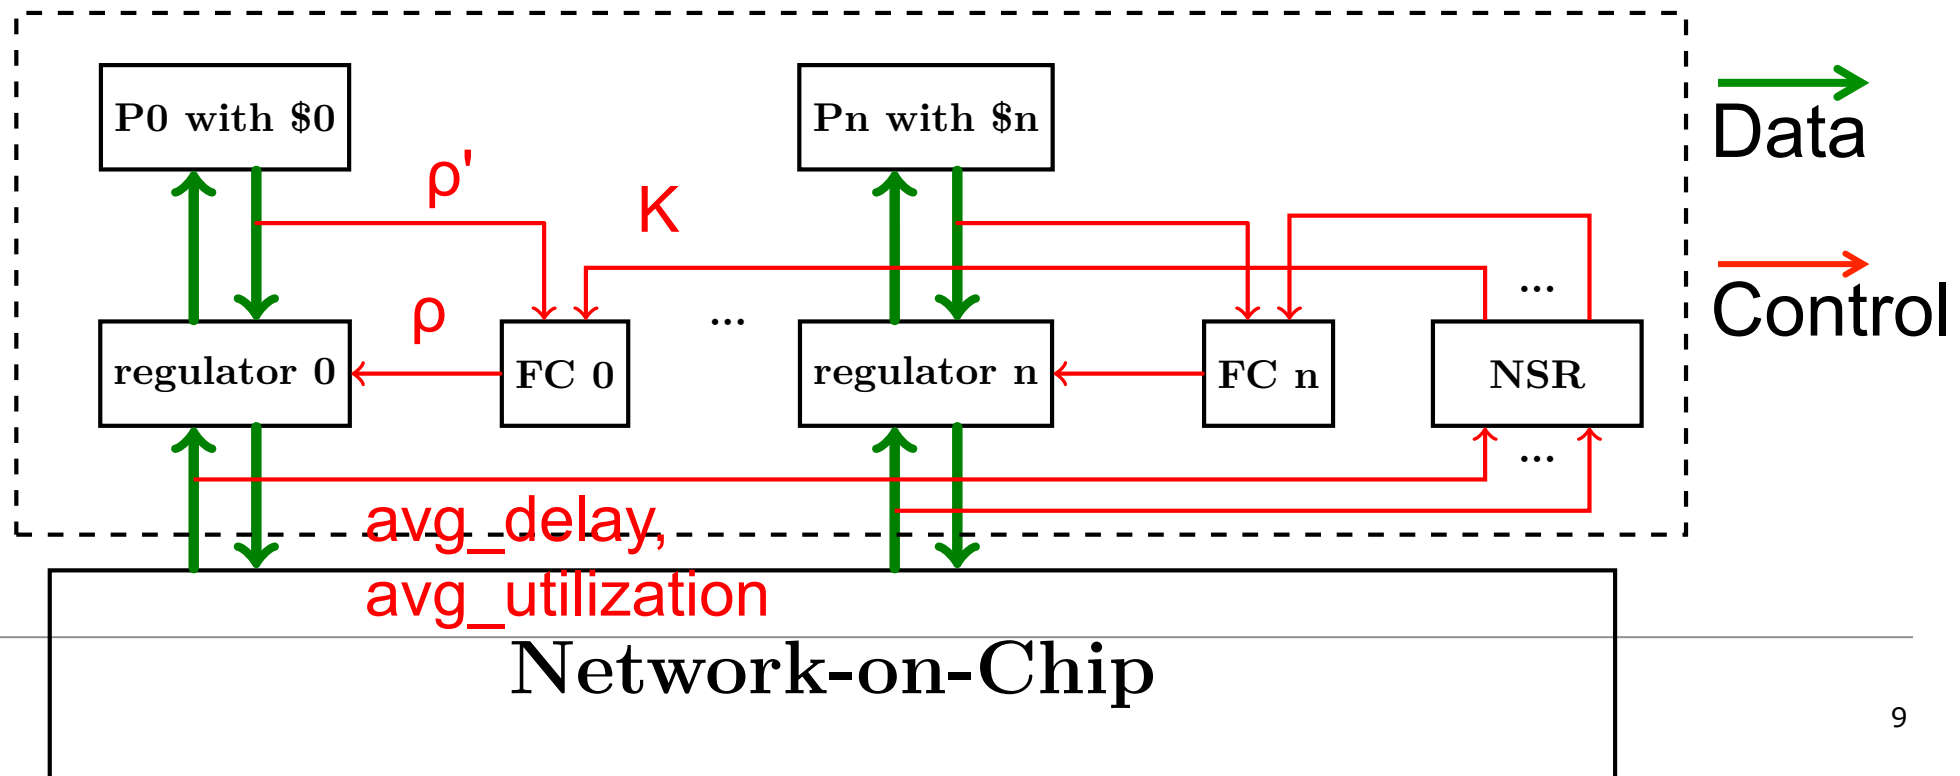 P0 with $0
Pn with $n
Data
ρ'
K
ρ
...
...
Control
regulator 0
FC 0
regulator n
FC n
NSR
...
avg_delay,
avg_utilization
Network-on-Chip
9